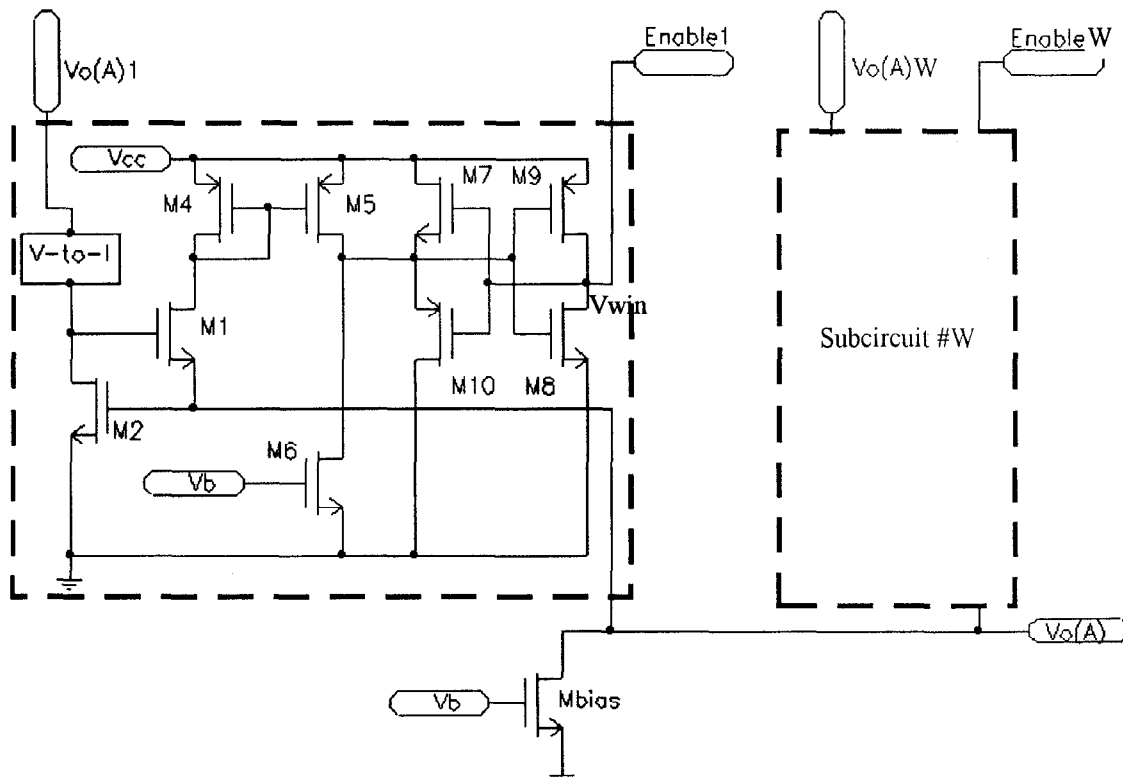 Enable1
EnableW
Vo(A)1
Vo(A)W
Vcc
M7
M9
M4
M5
V-to-I
Vwin
M1
Subcircuit #W
M10
M8
M2
M6
Vb
Vo(A)
Vb
Mbias